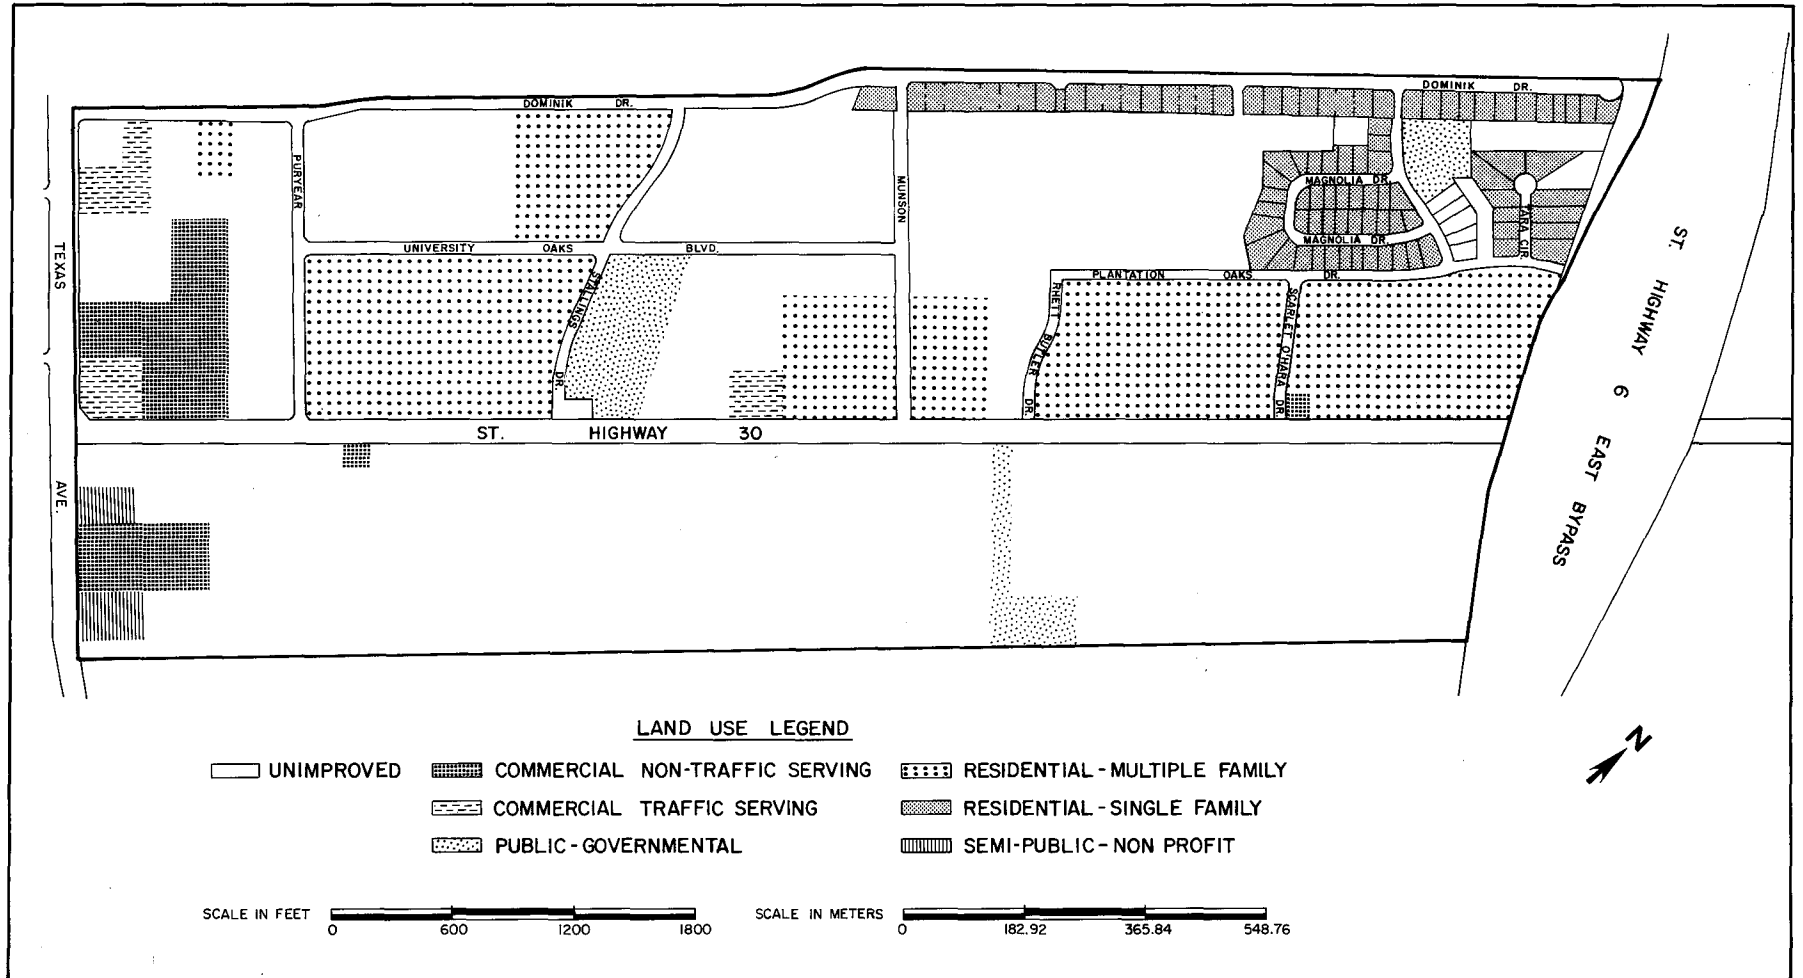 DOMINIK DR.
DOMINIK DR.
PURYEAR
MUNSON
MAGNOLIA DR.
MAGNOLIA DR.
ARIA CIR.
TEXAS
AVE.
UNIVERSITY OAKS BLVD.
STALLINGS
DR.
PLANTATION OAKS DR.
RHETT BUTLER DR.
SCARLET O'HARA DR.
ST. HIGHWAY 6 EAST BYPASS
ST. HIGHWAY 30
N
LAND USE LEGEND
UNIMPROVED
COMMERCIAL NON-TRAFFIC SERVING
RESIDENTIAL-MULTIPLE FAMILY
COMMERCIAL TRAFFIC SERVING
RESIDENTIAL-SINGLE FAMILY
PUBLIC-GOVERNMENTAL
SEMI-PUBLIC-NON PROFIT
SCALE IN FEET
0 600 1200 1800
SCALE IN METERS
0 182.92 365.84 548.76